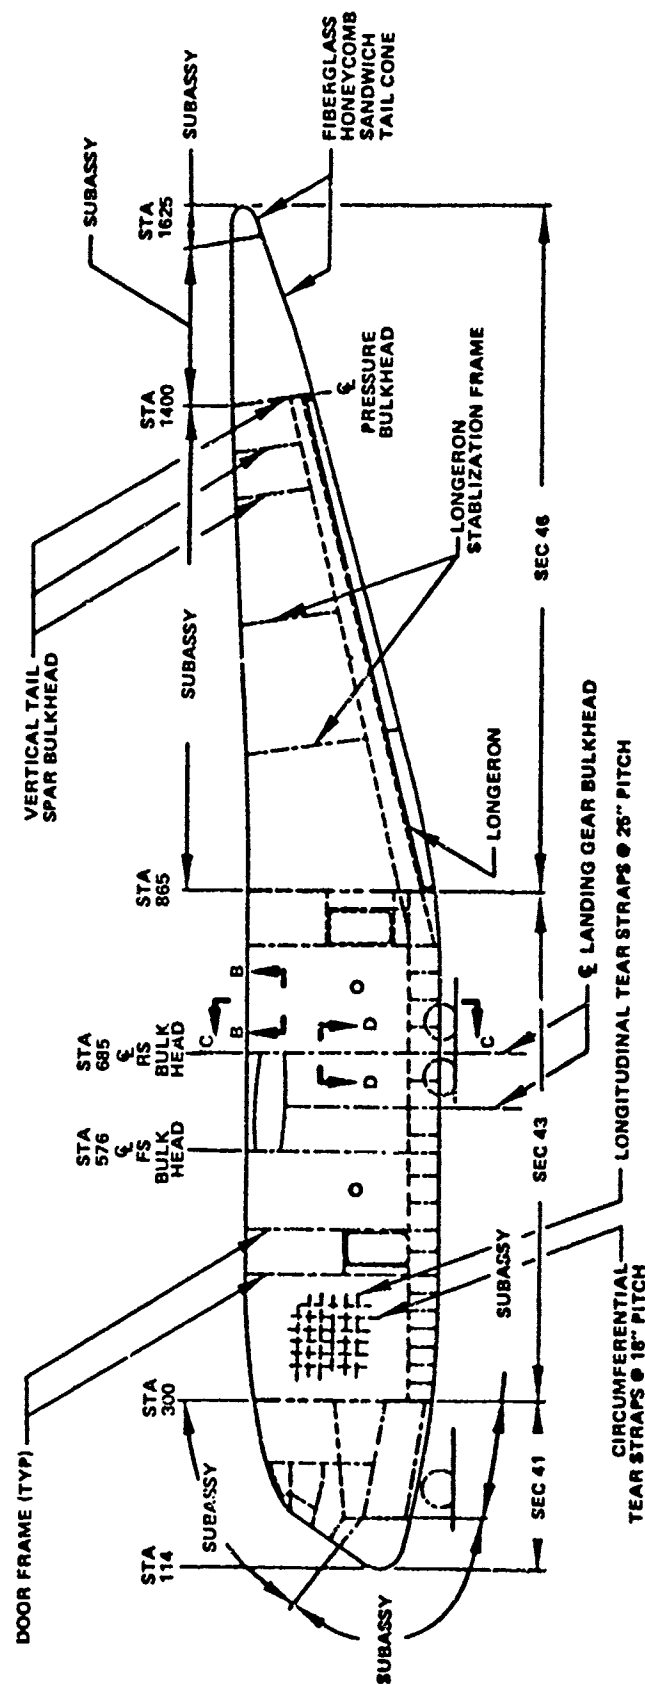 SUBASSY
SUBASSY
FIBERGLASS
HONEYCOMB
SANDWICH
TAIL CONE
STA
1625
STA
1400
℄
PRESSURE
BULKHEAD
VERTICAL TAIL
SPAR BULKHEAD
SUBASSY
LONGERON
STABLIZATION FRAME
SEC 46
LONGERON
STA
865
B
B
C
C
D
D
STA
685
℄
RS
BULK
HEAD
STA
576
℄
FS
BULK
HEAD
℄ LANDING GEAR BULKHEAD
LONGITUDINAL TEAR STRAPS @ 25" PITCH
SEC 43
SUBASSY
CIRCUMFERENTIAL
TEAR STRAPS @ 18" PITCH
DOOR FRAME (TYP)
STA
300
SUBASSY
SEC 41
STA
114
SUBASSY